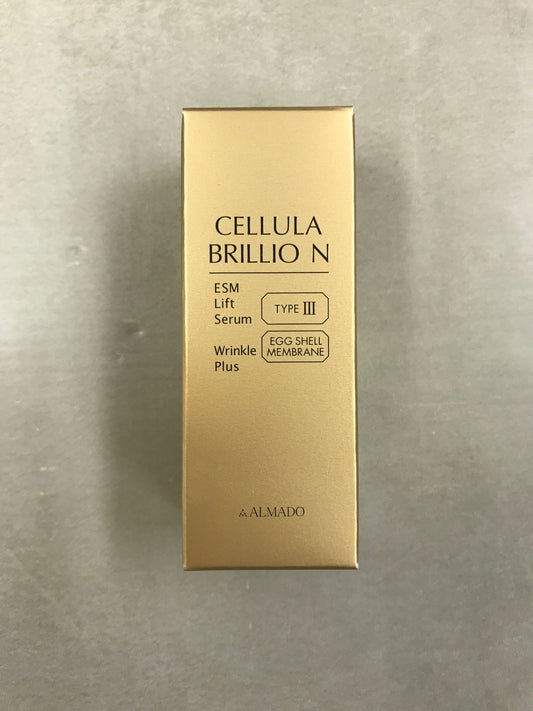 CELLULA
BRILLIO N
ESM
Lift
Serum
TYPE III
Wrinkle
Plus
EGG SHELL
MEMBRANE
ALMADO